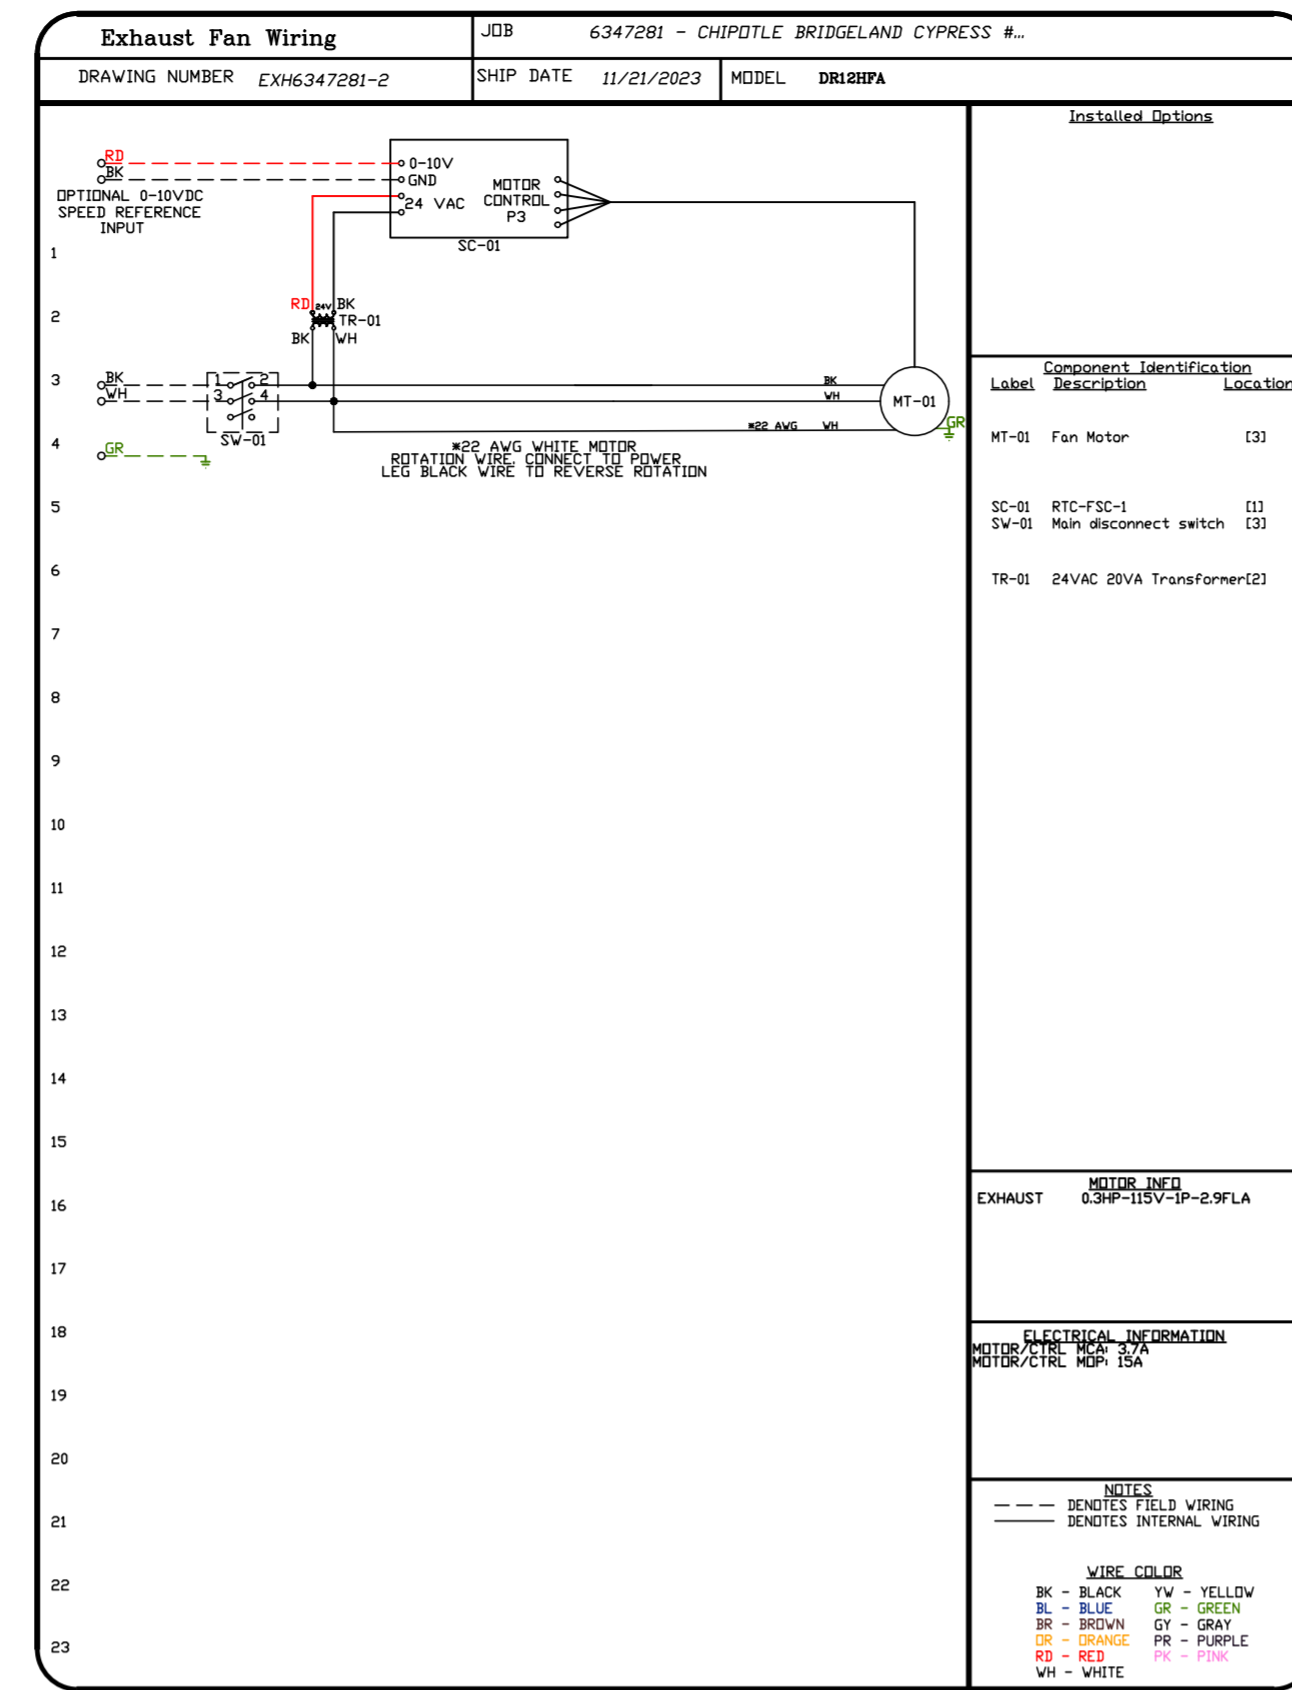 Exhaust Fan Wiring
JOB 6347281 - CHIPOTLE BRIDGELAND CYPRESS #...
DRAWING NUMBER EXH6347281-2
SHIP DATE 11/21/2023
MODEL DR12HFA
RD
BK
OPTIONAL 0-10VDC
SPEED REFERENCE
INPUT
0-10V
GND
24 VAC
MOTOR
CONTROL
P3
SC-01
RD 24V BK
TR-01
BK WH
BK
WH
1 2
3 4
SW-01
GR
BK
WH
*22 AWG WH
MT-01
GR
*22 AWG WHITE MOTOR
ROTATION WIRE. CONNECT TO POWER
LEG BLACK WIRE TO REVERSE ROTATION
1
2
3
4
5
6
7
8
9
10
11
12
13
14
15
16
17
18
19
20
21
22
23
Installed Options
Component Identification
Label Description Location
MT-01 Fan Motor [3]
SC-01 RTC-FSC-1 [1]
SW-01 Main disconnect switch [3]
TR-01 24VAC 20VA Transformer[2]
MOTOR INFO
EXHAUST 0.3HP-115V-1P-2.9FLA
ELECTRICAL INFORMATION
MOTOR/CTRL MCA: 3.7A
MOTOR/CTRL MOP: 15A
NOTES
DENOTES FIELD WIRING
DENOTES INTERNAL WIRING
WIRE COLOR
BK - BLACK YW - YELLOW
BL - BLUE GR - GREEN
BR - BROWN GY - GRAY
OR - ORANGE PR - PURPLE
RD - RED PK - PINK
WH - WHITE